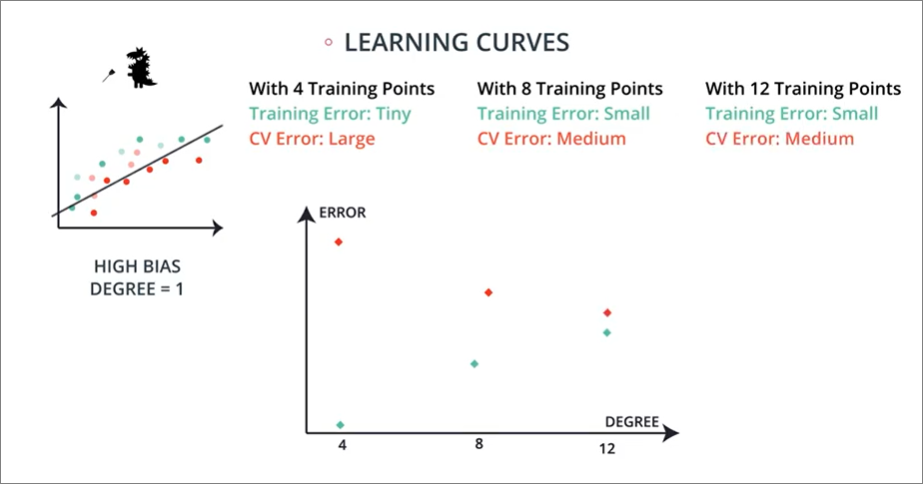 LEARNING CURVES
With 4 Training Points
Training Error: Tiny
CV Error: Large
With 8 Training Points
Training Error: Small
CV Error: Medium
With 12 Training Points
Training Error: Small
CV Error: Medium
HIGH BIAS
DEGREE = 1
ERROR
DEGREE
4
8
12